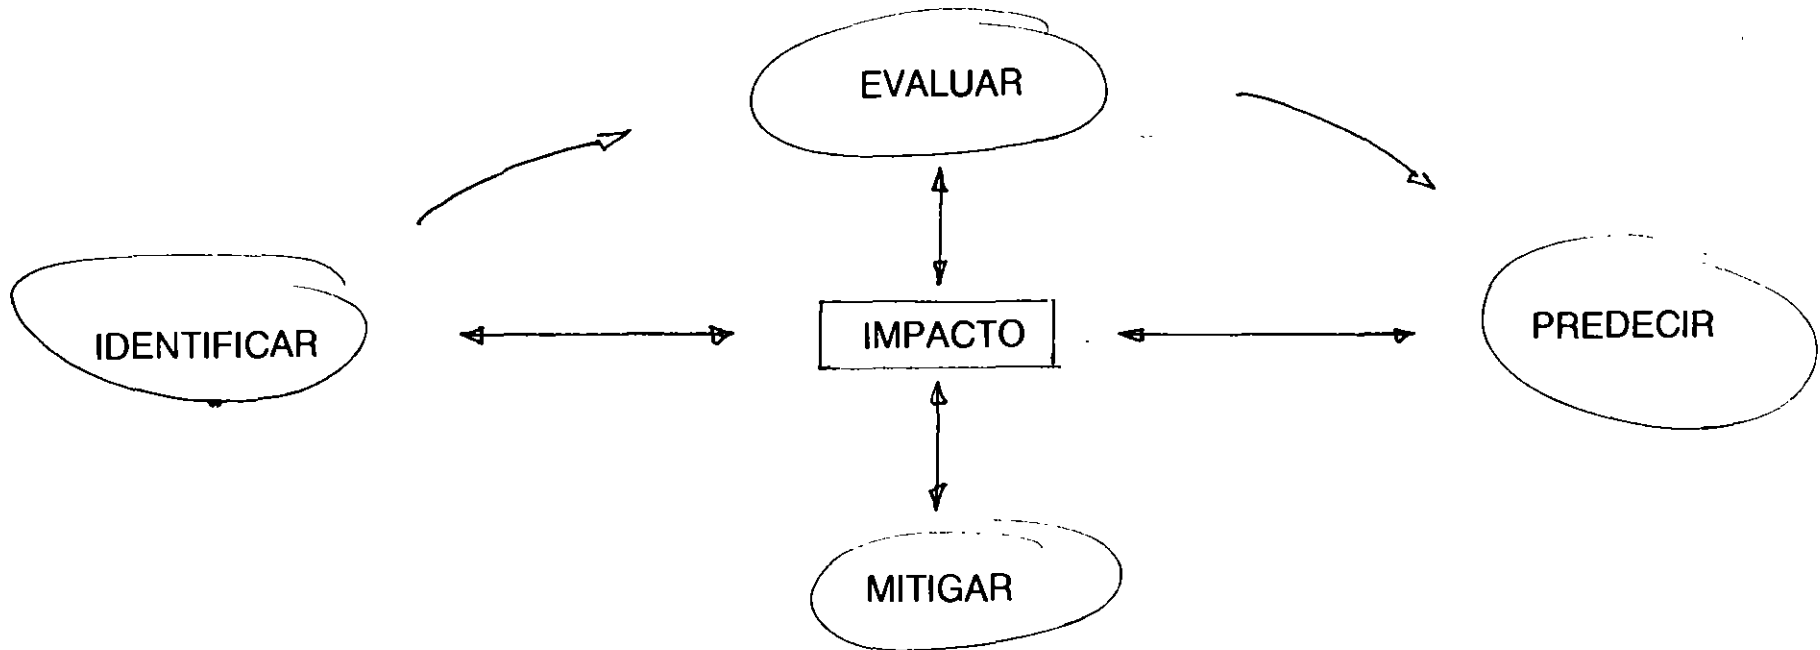 EVALUAR
IDENTIFICAR
IMPACTO
PREDECIR
MITIGAR